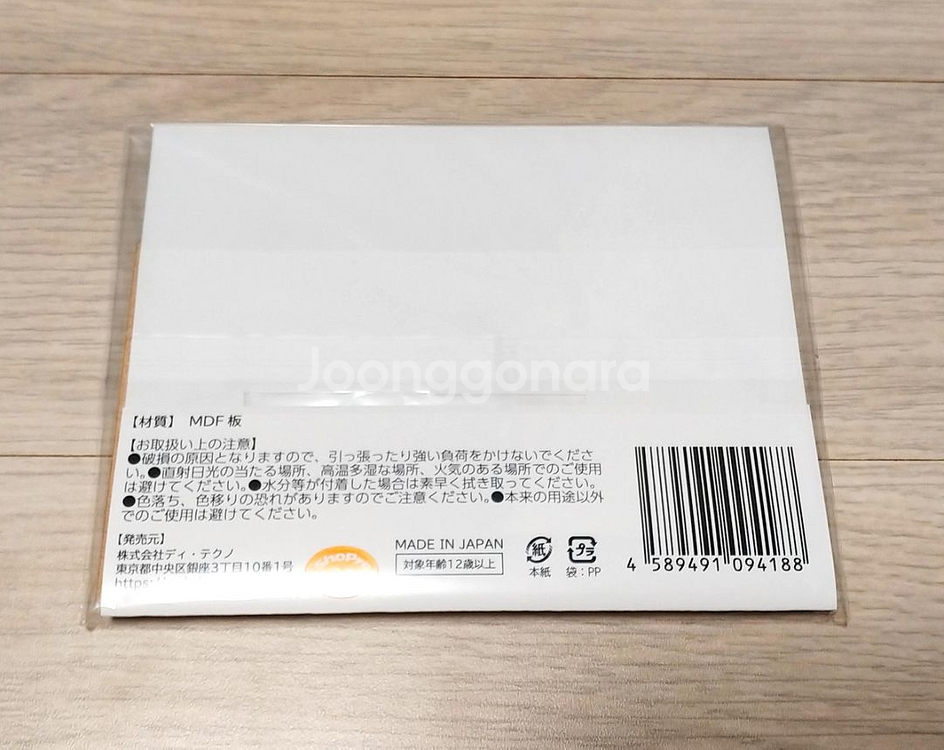 Joonggonara
【材質】 MDF板
【お取扱い上の注意】
●破損の原因となりますので、引っ張ったり強い負荷をかけないでくださ
い。●直射日光の当たる場所、高温多湿な場所、火気のある場所でのご使用
は避けてください。●水分等が付着した場合は素早く拭き取ってください。
●色落ち、色移りの恐れがありますのでご注意ください。●本来の用途以外
でのご使用は避けてください。
【発売元】
株式会社ディ・テクノ
東京都中央区銀座3丁目10番1号
https:/
MADE IN JAPAN
対象年齢12歳以上
紙
本紙
プラ
袋:PP
4 589491 094188